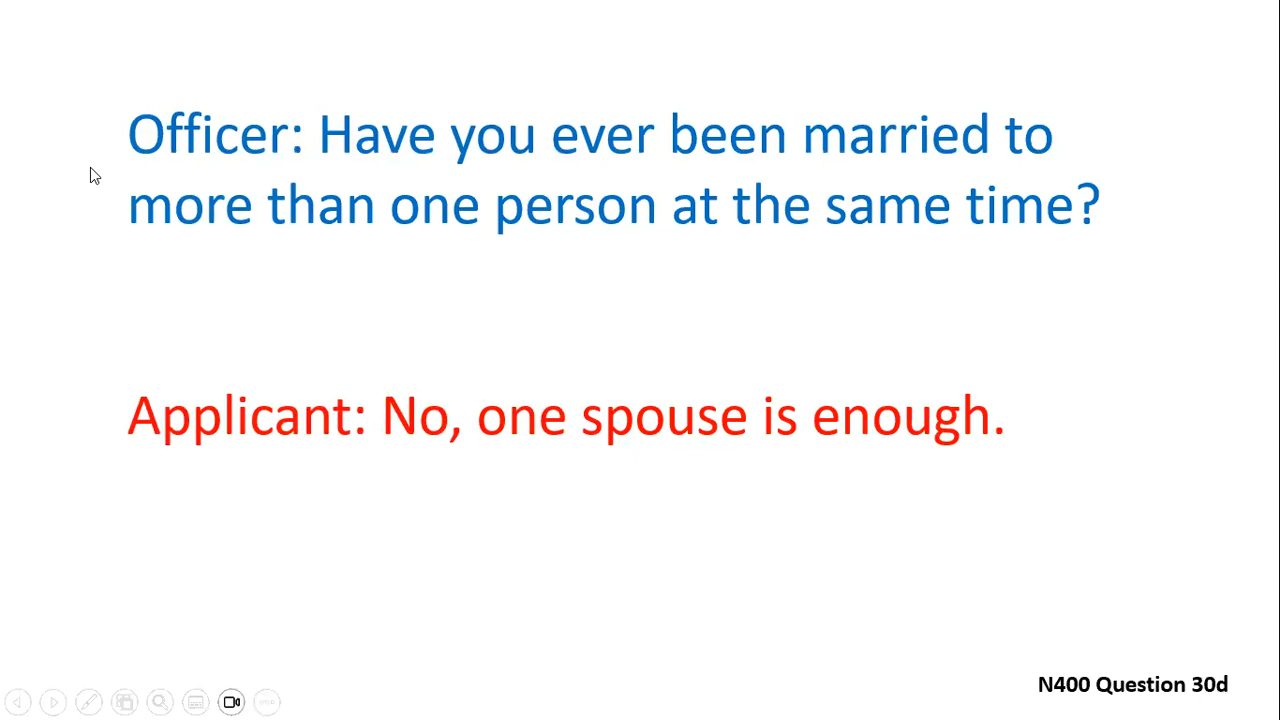 Officer: Have you ever been married to
more than one person at the same time?
Applicant: No, one spouse is enough.
N400 Question 30d